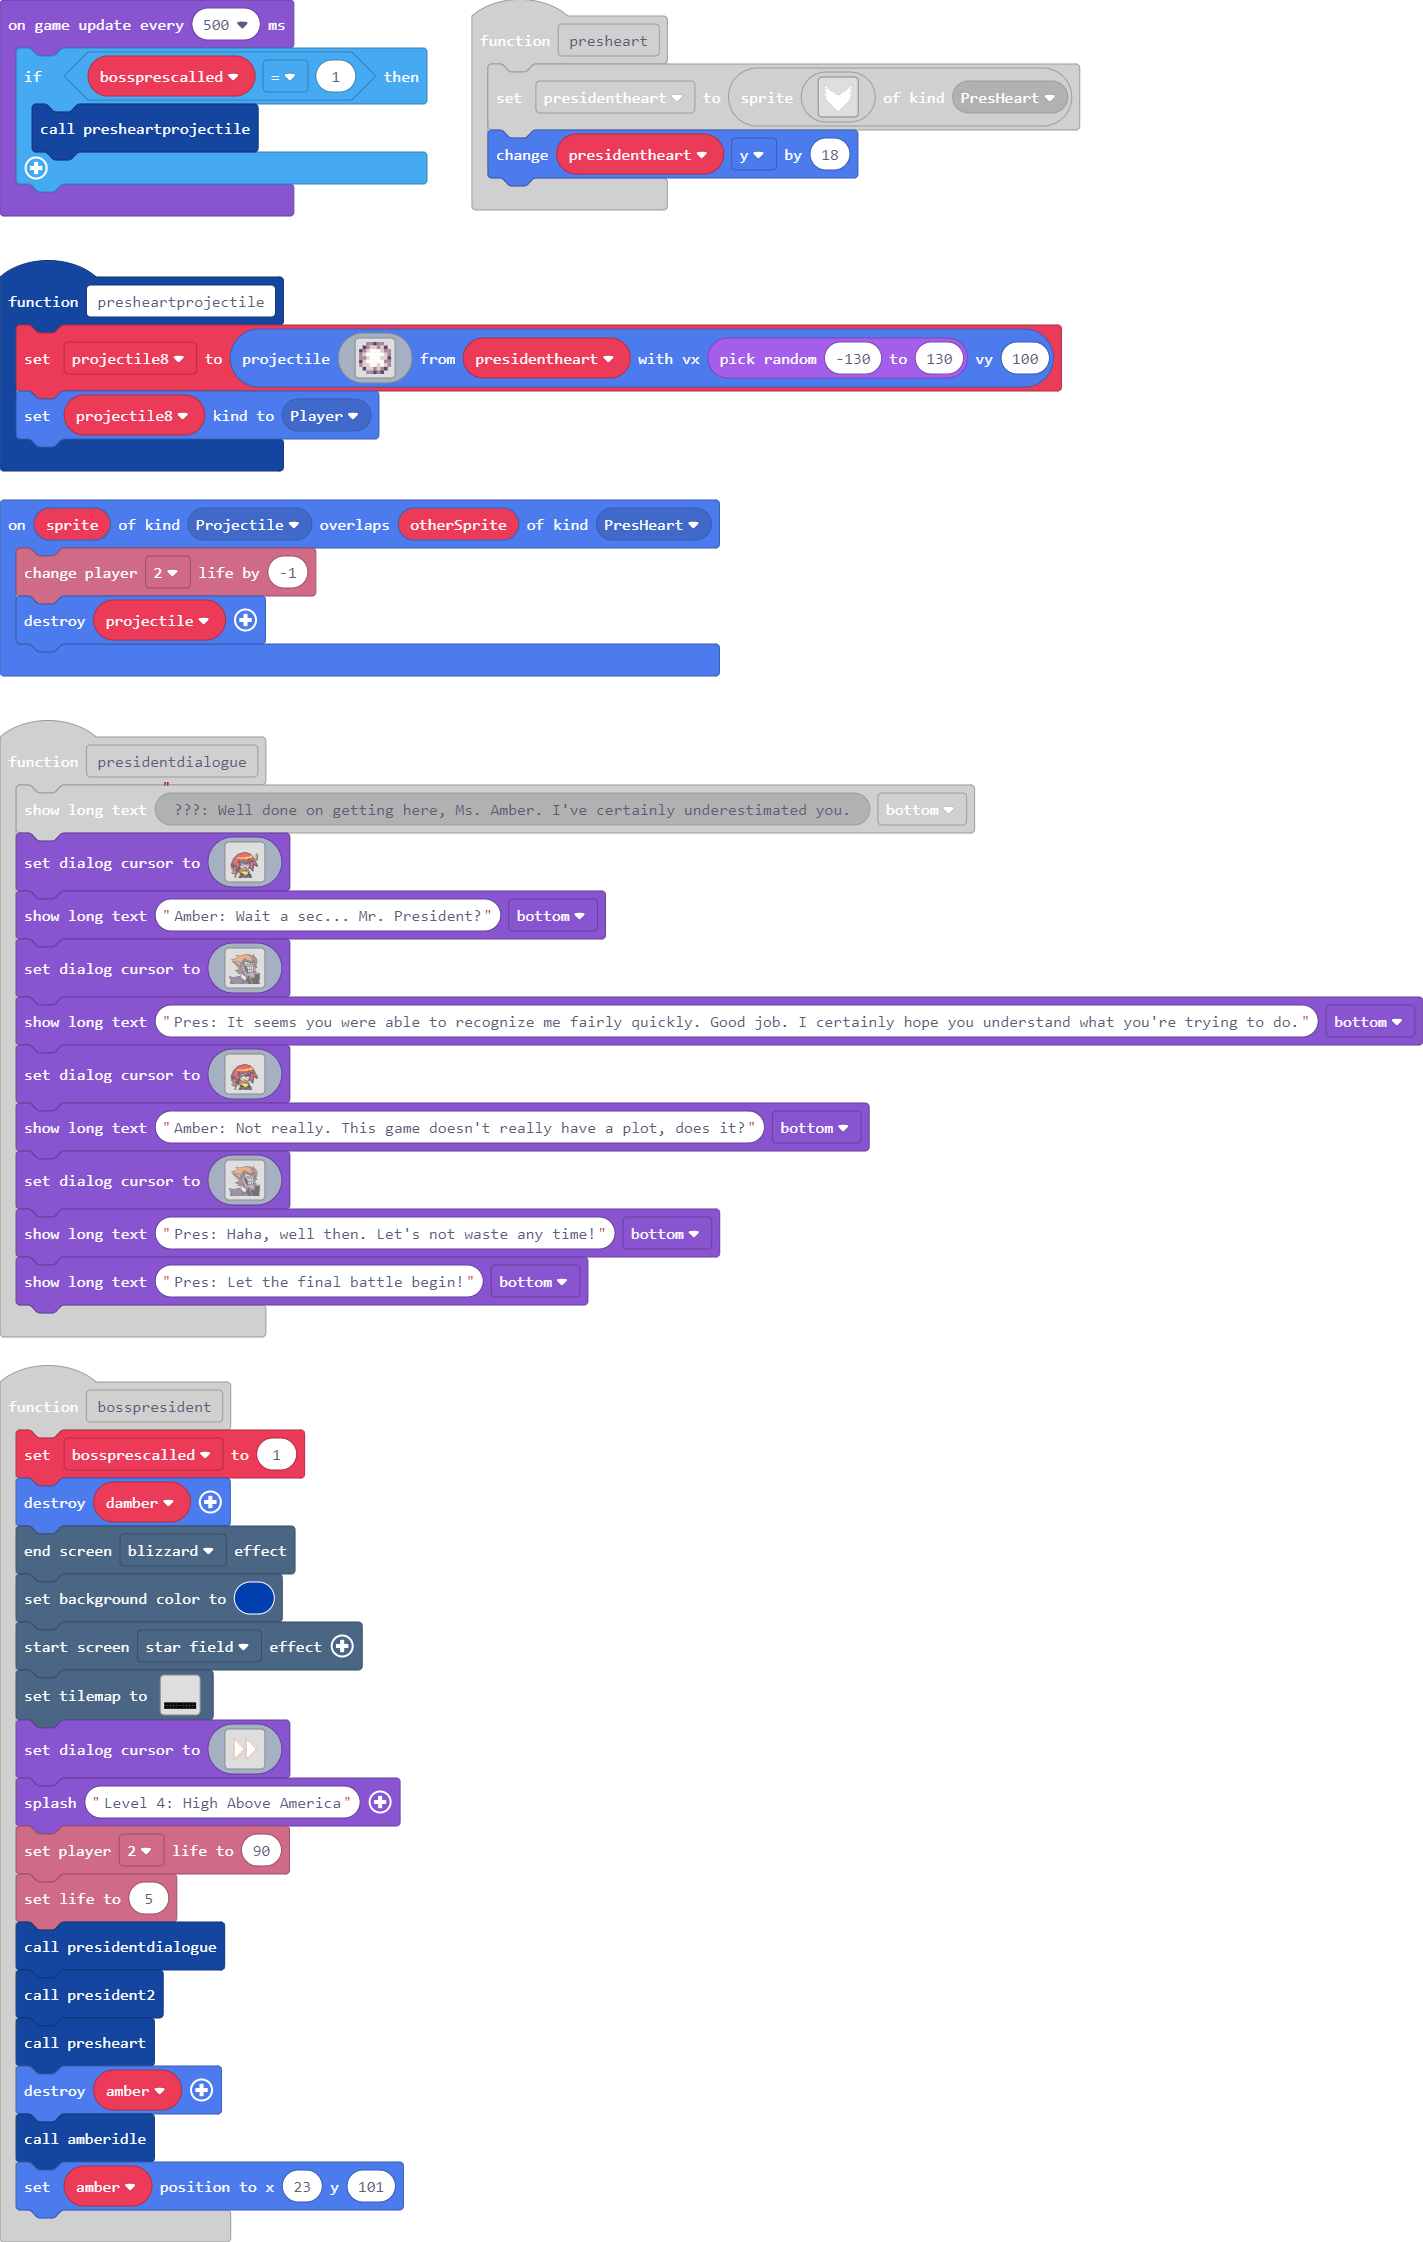 on game update every 500 ms
if bossprescalled = 1 then
call presheartprojectile
function presheart
set presidentheart to sprite of kind PresHeart
change presidentheart y by 18
function presheartprojectile
set projectile8 to projectile from presidentheart with vx pick random -130 to 130 vy 100
set projectile8 kind to Player
on sprite of kind Projectile overlaps otherSprite of kind PresHeart
change player 2 life by -1
destroy projectile
function presidentdialogue
show long text "???: Well done on getting here, Ms. Amber. I've certainly underestimated you. bottom
set dialog cursor to
show long text "Amber: Wait a sec... Mr. President?" bottom
set dialog cursor to
show long text "Pres: It seems you were able to recognize me fairly quickly. Good job. I certainly hope you understand what you're trying to do." bottom
set dialog cursor to
show long text "Amber: Not really. This game doesn't really have a plot, does it?" bottom
set dialog cursor to
show long text "Pres: Haha, well then. Let's not waste any time!" bottom
show long text "Pres: Let the final battle begin!" bottom
function bosspresident
set bossprescalled to 1
destroy damber
end screen blizzard effect
set background color to
start screen star field effect
set tilemap to
set dialog cursor to
splash "Level 4: High Above America"
set player 2 life to 90
set life to 5
call presidentdialogue
call president2
call presheart
destroy amber
call amberidle
set amber position to x 23 y 101